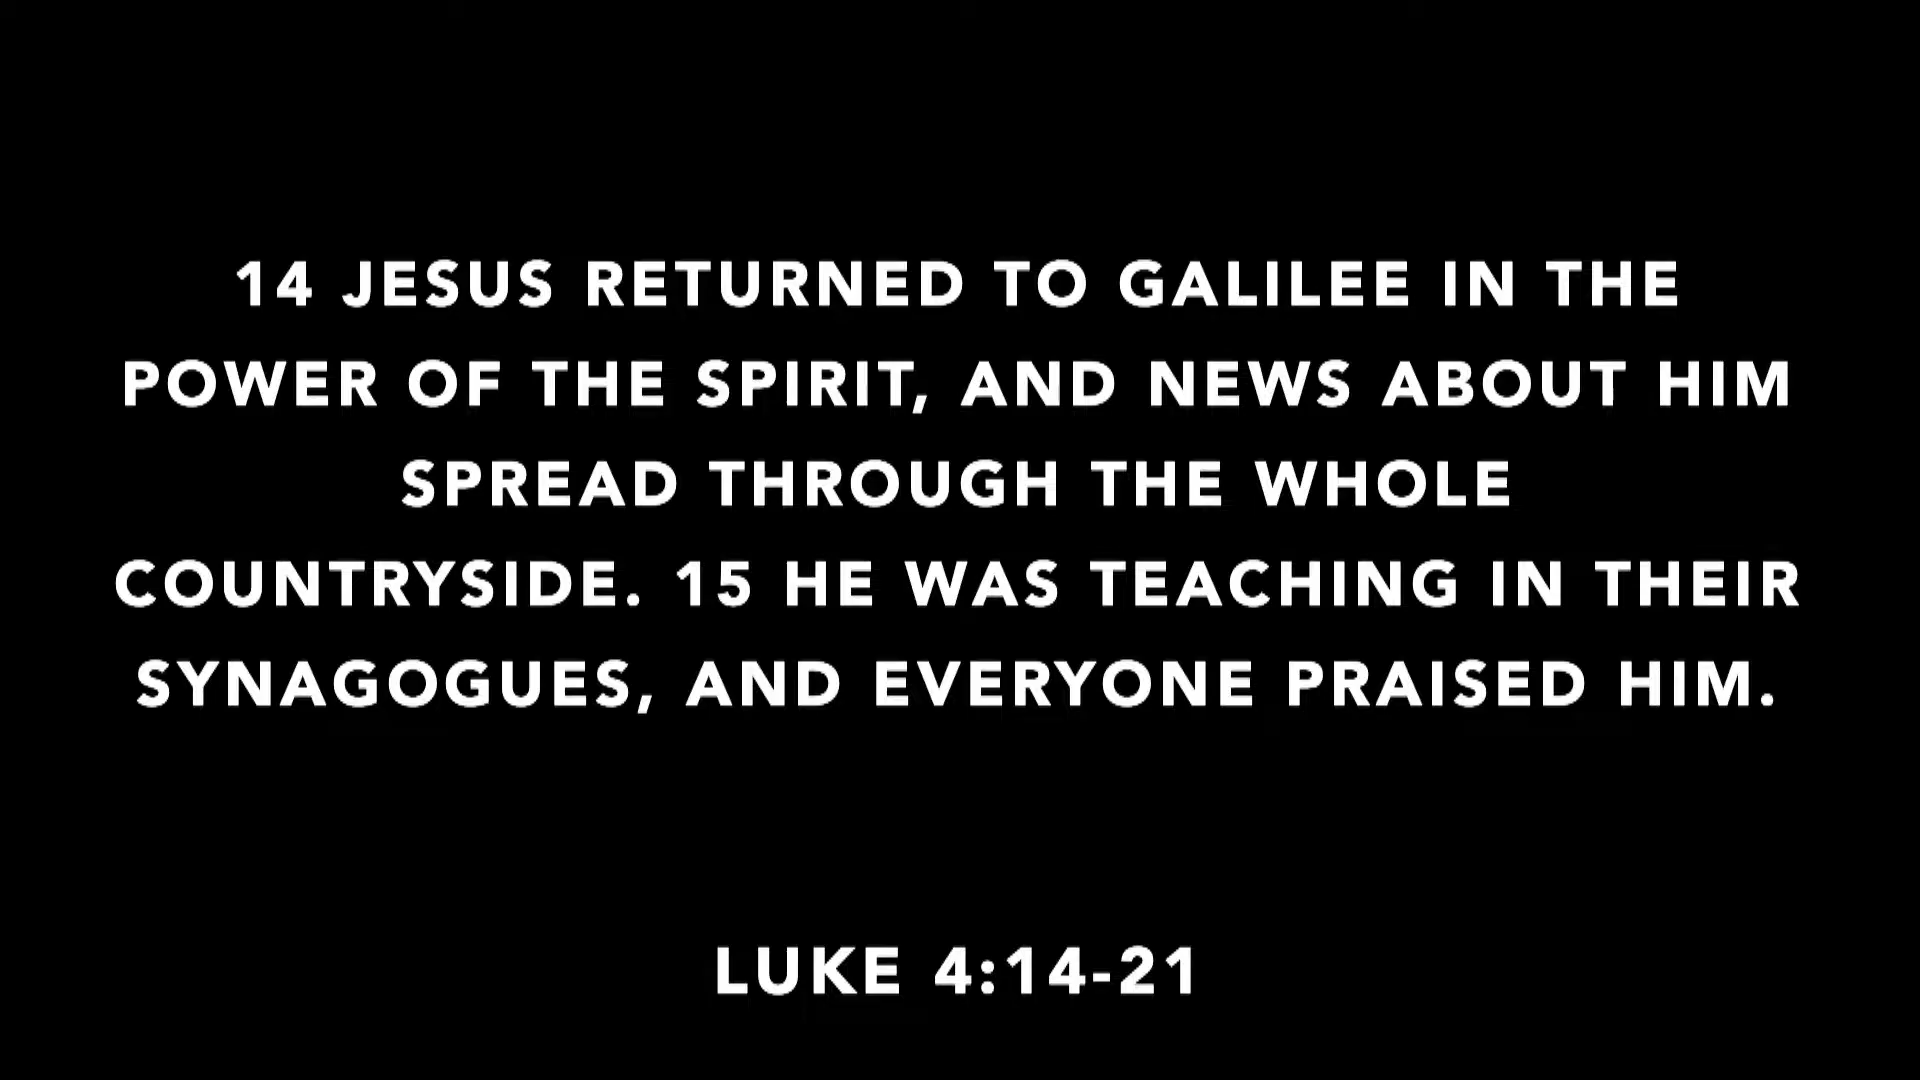 14 JESUS RETURNED TO GALILEE IN THE
POWER OF THE SPIRIT, AND NEWS ABOUT HIM
SPREAD THROUGH THE WHOLE
COUNTRYSIDE. 15 HE WAS TEACHING IN THEIR
SYNAGOGUES, AND EVERYONE PRAISED HIM.
LUKE 4:14-21